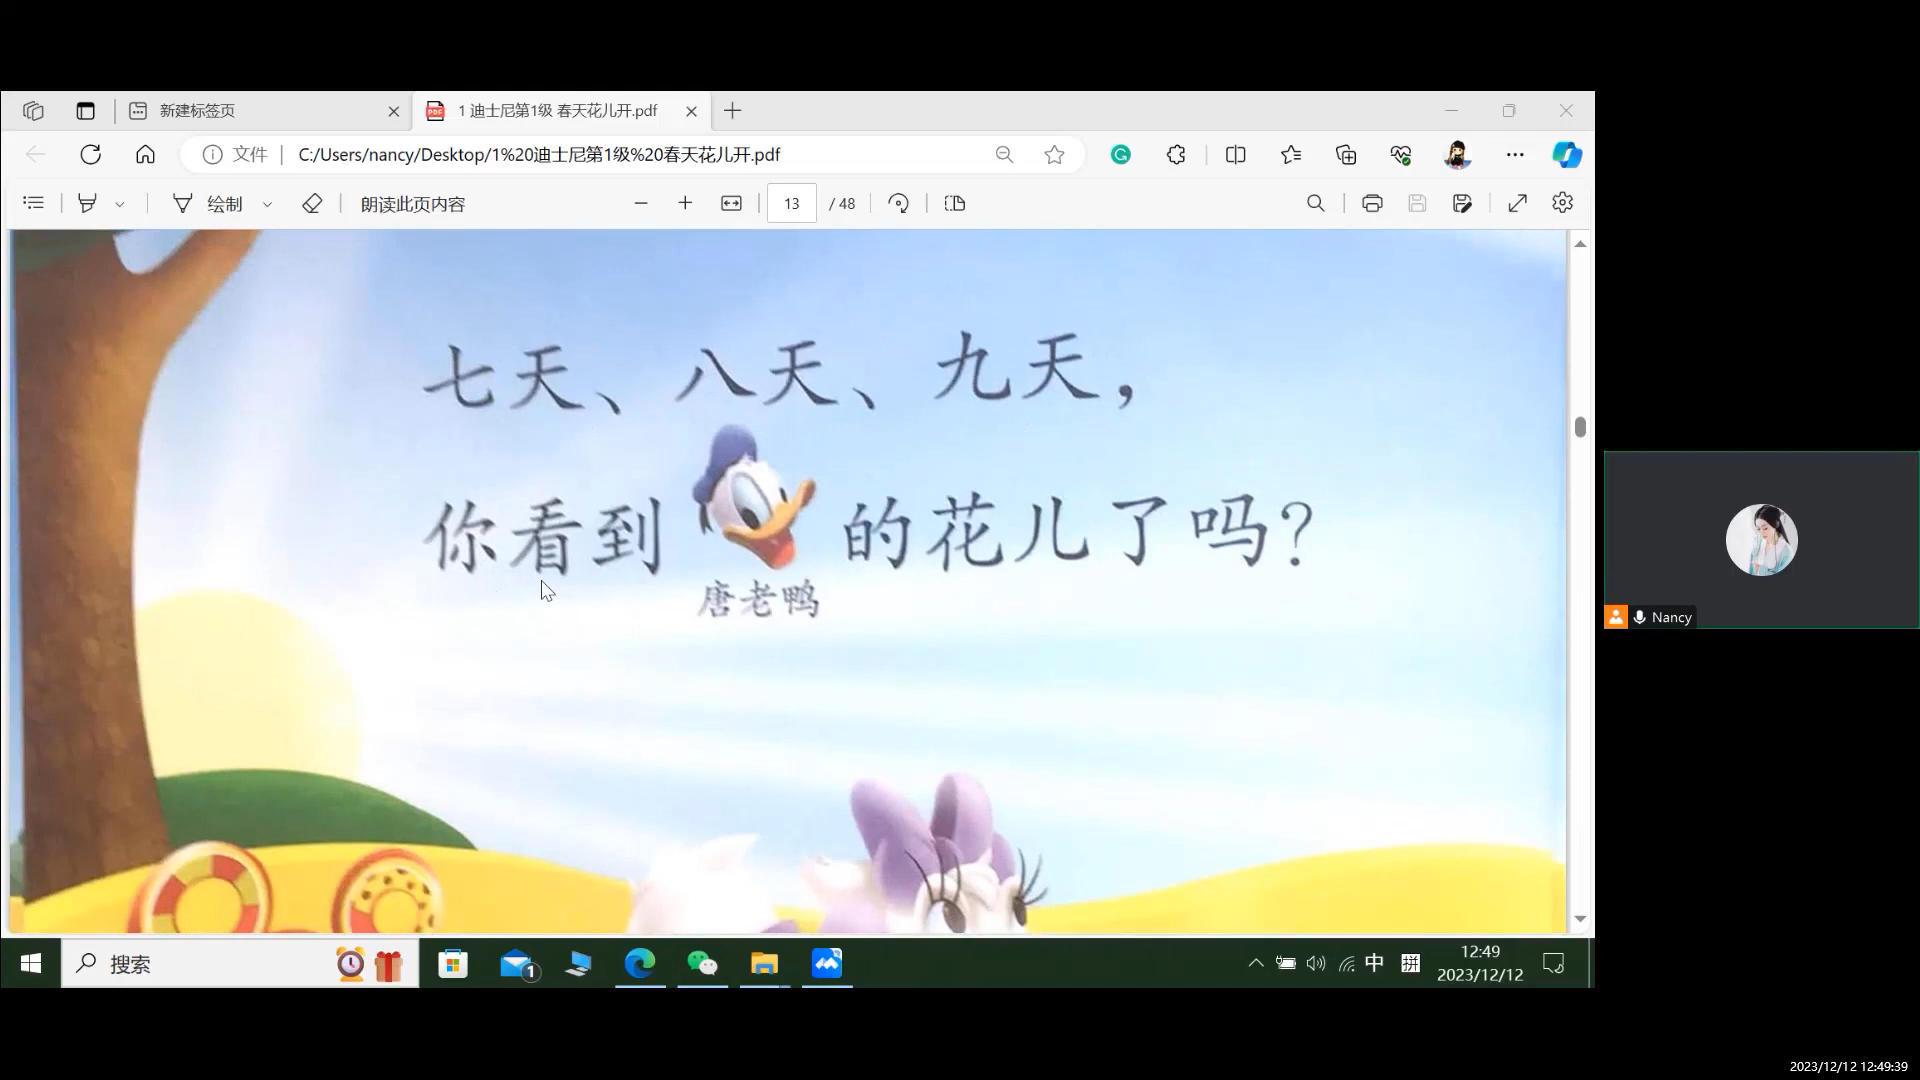 新建标签页
1 迪士尼第1级 春天花儿开.pdf
文件
C:/Users/nancy/Desktop/1%20迪士尼第1级%20春天花儿开.pdf
绘制
朗读此页内容
13
/ 48
七天、八天、九天，
你看到 的花儿了吗？
唐老鸭
Nancy
搜索
1
中
拼
12:49
2023/12/12
2023/12/12 12:49:39